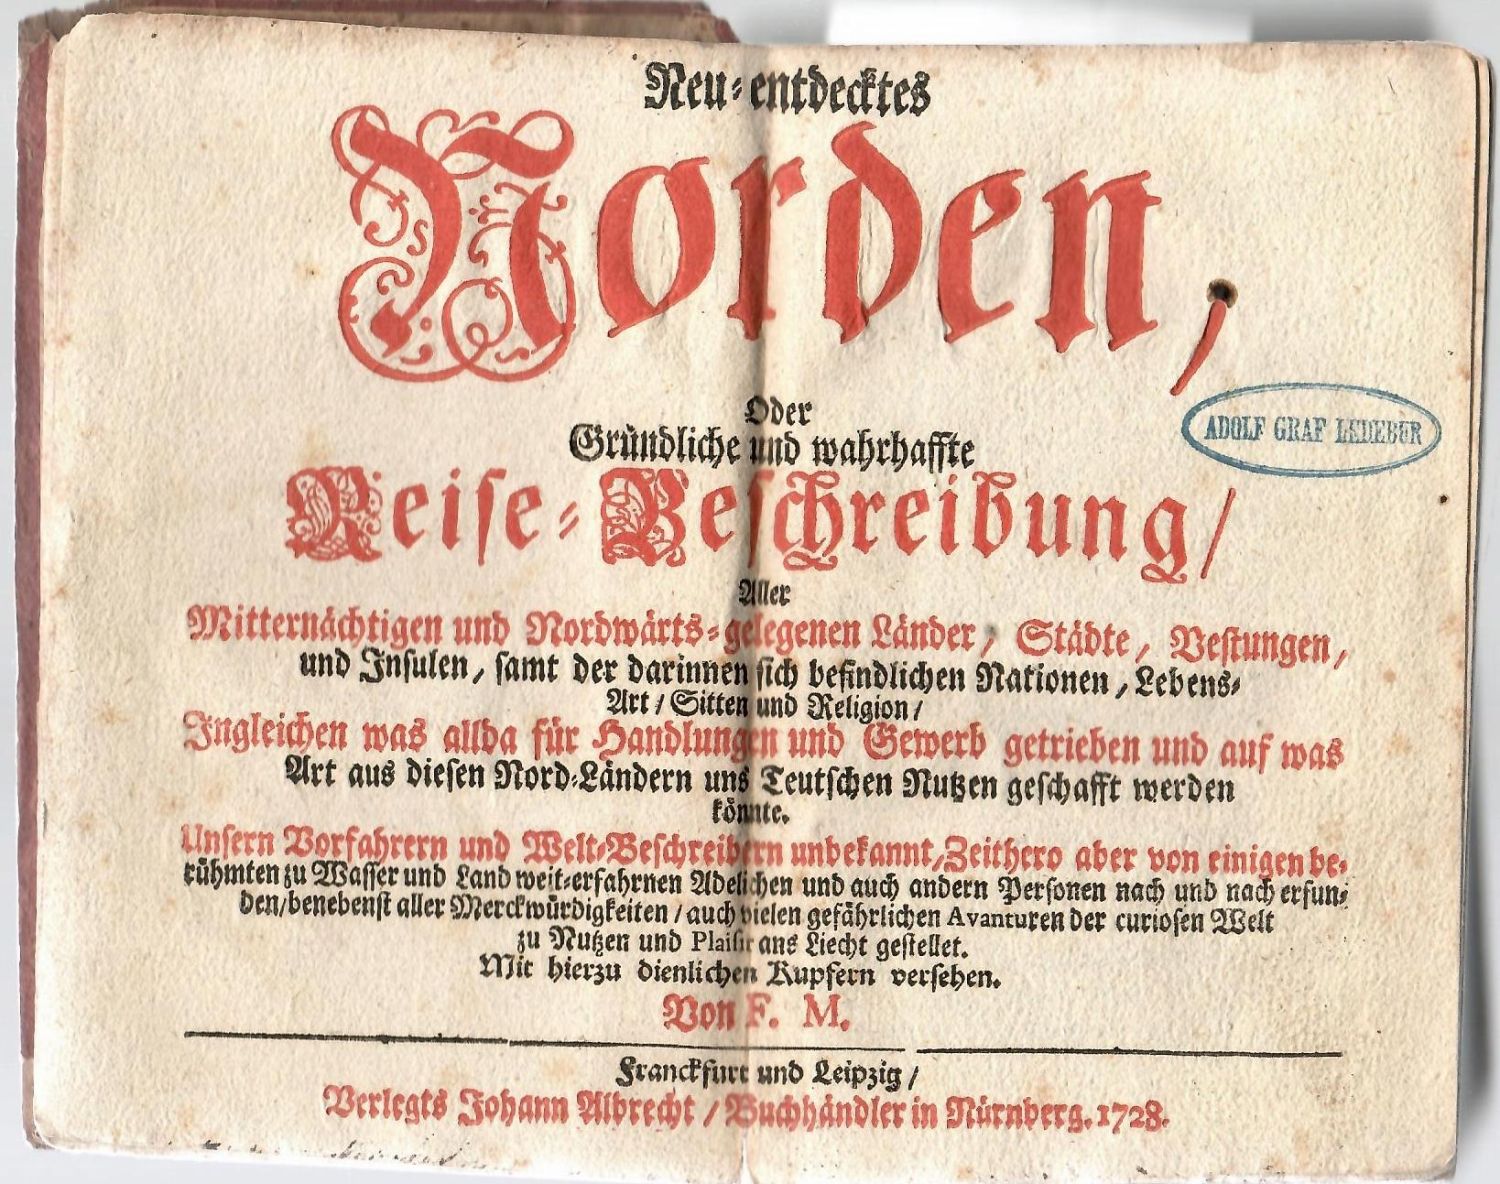 Neu-entdecktes
Norden,
Oder
Gründliche und wahrhaffte
Reise-Beschreibung/
Aller
Mitternächtigen und Nordwärts-gelegenen Länder, Städte, Vestungen,
und Insulen, samt der darinnen sich befindlichen Nationen, Lebens-
Art/ Sitten und Religion/
Ingleichen was allda für Handlungen und Gewerb getrieben und auf was
Art aus diesen Nord-Ländern uns Teutschen Nutzen geschafft werden
könnte.
Unsern Vorfahrern und Welt-Beschreibern unbekannt/Zeithero aber von einigen be-
rühmten zu Wasser und Land weit-erfahrnen Adelichen und auch andern Personen nach und nach erfun-
den/benebenst aller Merckwürdigkeiten/auch vielen gefährlichen Avanturen der curiosen Welt
zu Nutzen und Plaisir ans Liecht gestellet.
Mit hierzu dienlichen Kupfern versehen.
Von F. M.
Franckfurt und Leipzig/
Verlegts Johann Albrecht/Buchhändler in Nürnberg. 1728.
ADOLF GRAF LEDEBUR